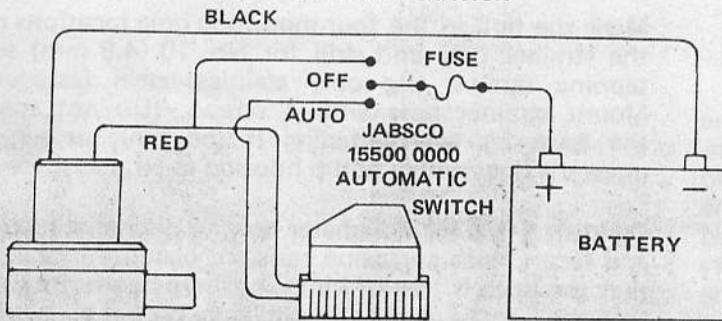 BLACK
FUSE
OFF
AUTO
RED
JABSCO
15500 0000
AUTOMATIC
SWITCH
+
−
BATTERY